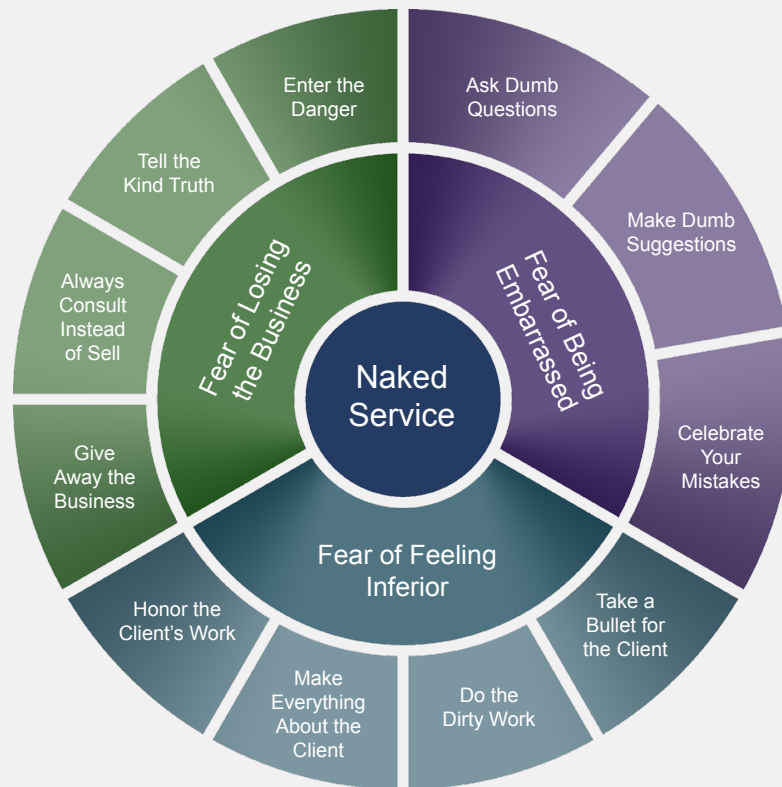 Naked
Service
Fear of Being
Embarrassed
Ask Dumb
Questions
Make Dumb
Suggestions
Celebrate
Your
Mistakes
Fear of Feeling
Inferior
Take a
Bullet for
the Client
Do the
Dirty Work
Make
Everything
About the
Client
Honor the
Client’s Work
Fear of Losing
the Business
Give
Away the
Business
Always
Consult
Instead
of Sell
Tell the
Kind Truth
Enter the
Danger